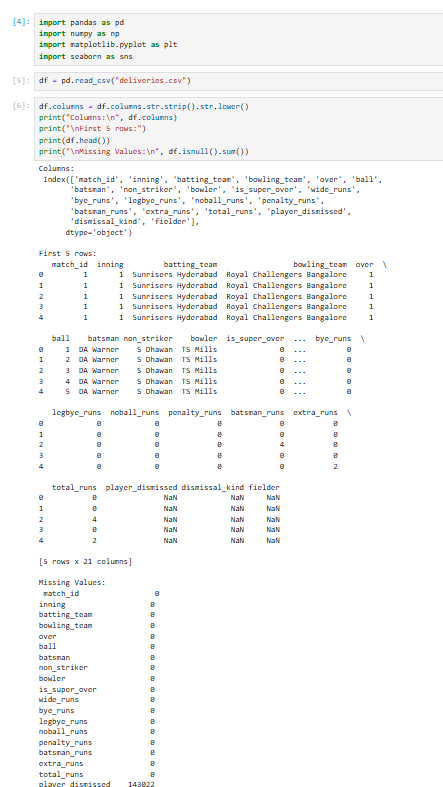 [4]: import pandas as pd
import numpy as np
import matplotlib.pyplot as plt
import seaborn as sns
[5]: df = pd.read_csv("deliveries.csv")
[6]: df.columns = df.columns.str.strip().str.lower()
print("Columns:\n", df.columns)
print("\nFirst 5 rows:")
print(df.head())
print("\nMissing Values:\n", df.isnull().sum())
Columns:
Index(['match_id', 'inning', 'batting_team', 'bowling_team', 'over', 'ball',
'batsman', 'non_striker', 'bowler', 'is_super_over', 'wide_runs',
'bye_runs', 'legbye_runs', 'noball_runs', 'penalty_runs',
'batsman_runs', 'extra_runs', 'total_runs', 'player_dismissed',
'dismissal_kind', 'fielder'],
dtype='object')
First 5 rows:
match_id inning batting_team bowling_team over \
0 1 1 Sunrisers Hyderabad Royal Challengers Bangalore 1
1 1 1 Sunrisers Hyderabad Royal Challengers Bangalore 1
2 1 1 Sunrisers Hyderabad Royal Challengers Bangalore 1
3 1 1 Sunrisers Hyderabad Royal Challengers Bangalore 1
4 1 1 Sunrisers Hyderabad Royal Challengers Bangalore 1
ball batsman non_striker bowler is_super_over ... bye_runs \
0 1 DA Warner S Dhawan TS Mills 0 ... 0
1 2 DA Warner S Dhawan TS Mills 0 ... 0
2 3 DA Warner S Dhawan TS Mills 0 ... 0
3 4 DA Warner S Dhawan TS Mills 0 ... 0
4 5 DA Warner S Dhawan TS Mills 0 ... 0
legbye_runs noball_runs penalty_runs batsman_runs extra_runs \
0 0 0 0 0 0
1 0 0 0 0 0
2 0 0 0 4 0
3 0 0 0 0 0
4 0 0 0 0 2
total_runs player_dismissed dismissal_kind fielder
0 0 NaN NaN NaN
1 0 NaN NaN NaN
2 4 NaN NaN NaN
3 0 NaN NaN NaN
4 2 NaN NaN NaN
[5 rows x 21 columns]
Missing Values:
match_id 0
inning 0
batting_team 0
bowling_team 0
over 0
ball 0
batsman 0
non_striker 0
bowler 0
is_super_over 0
wide_runs 0
bye_runs 0
legbye_runs 0
noball_runs 0
penalty_runs 0
batsman_runs 0
extra_runs 0
total_runs 0
player_dismissed 143022